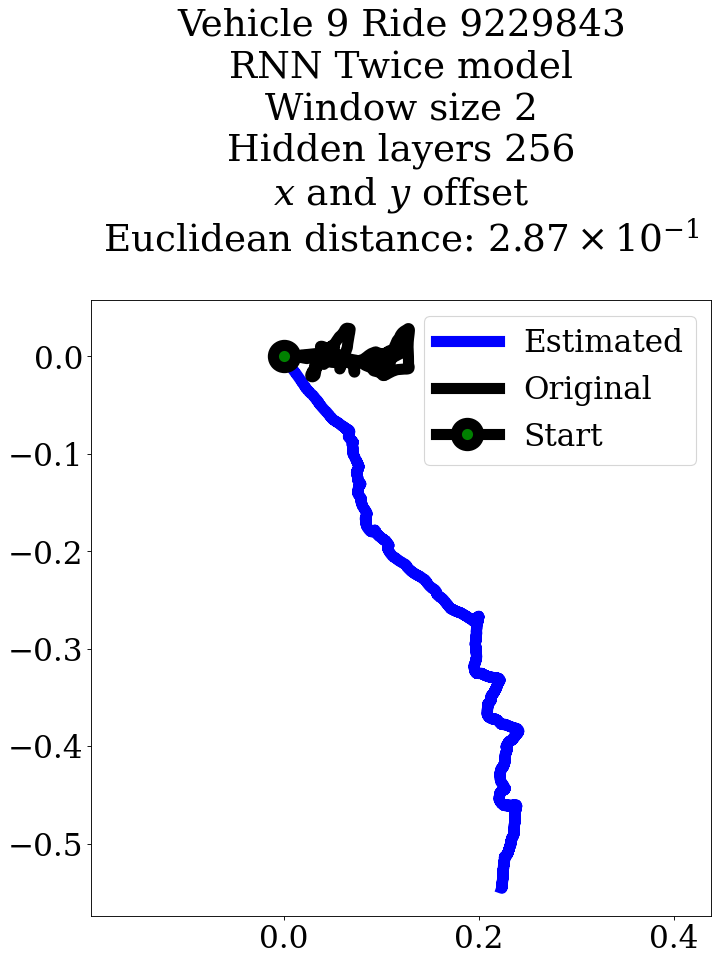 Vehicle 9 Ride 9229843
RNN Twice model
Window size 2
Hidden layers 256
x and y offset
Euclidean distance: 2.87 × 10⁻¹
Estimated
Original
Start
0.0
−0.1
−0.2
−0.3
−0.4
−0.5
0.0 0.2 0.4